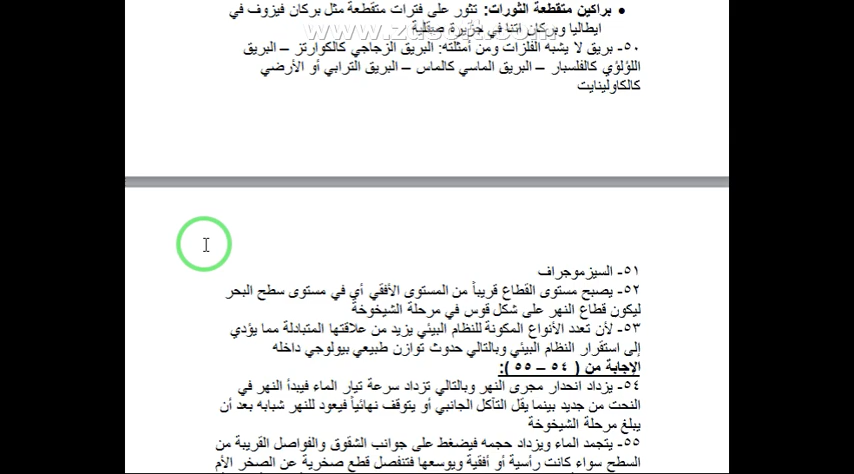 • براكين متقطعة الثورات: تثور على فترات متقطعة مثل بركان فيزوف في
ايطاليا وبركان اتنا في جزيرة صقلية
٥٠- بريق لا يشبه الفلزات ومن أمثلته: البريق الزجاجي كالكوارتز – البريق
اللؤلؤي كالفلسبار – البريق الماسي كالماس – البريق الترابي أو الأرضي
كالكاولينايت
٥١- السيزموجراف
٥٢- يصبح مستوى القطاع قريباً من المستوى الأفقي أي في مستوى سطح البحر
ليكون قطاع النهر على شكل قوس في مرحلة الشيخوخة
٥٣- لأن تعدد الأنواع المكونة للنظام البيئي يزيد من علاقتها المتبادلة مما يؤدي
إلى استقرار النظام البيئي وبالتالي حدوث توازن طبيعي بيولوجي داخله
الإجابة من ( ٥٤ – ٥٥ ):
٥٤- يزداد انحدار مجرى النهر وبالتالي تزداد سرعة تيار الماء فيبدأ النهر في
النحت من جديد بينما يقل التآكل الجانبي أو يتوقف نهائياً فيعود للنهر شبابه بعد أن
يبلغ مرحلة الشيخوخة
٥٥- يتجمد الماء ويزداد حجمه فيضغط على جوانب الشقوق والفواصل القريبة من
السطح سواء كانت رأسية أو أفقية ويوسعها فتنفصل قطع صخرية عن الصخر الأم